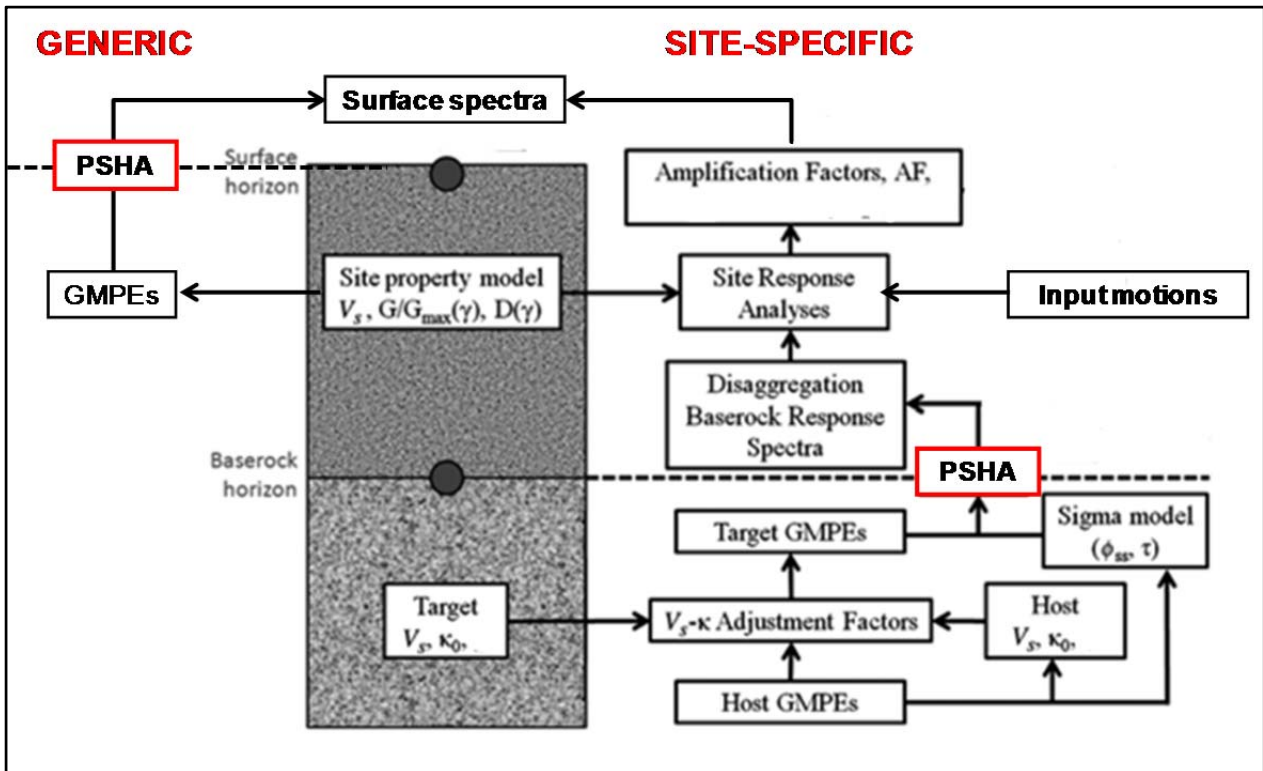 GENERIC
SITE-SPECIFIC
Surface spectra
PSHA
Surface
horizon
Amplification Factors, AF,
GMPEs
Site property model
Vₛ , G/Gₘₐₓ(γ), D(γ)
Site Response
Analyses
Input motions
Disaggregation
Baserock Response
Spectra
Baserock
horizon
PSHA
Target GMPEs
Sigma model
(ϕₛₛ, τ)
Target
Vₛ, κ₀,
Vₛ-κ Adjustment Factors
Host
Vₛ, κ₀,
Host GMPEs